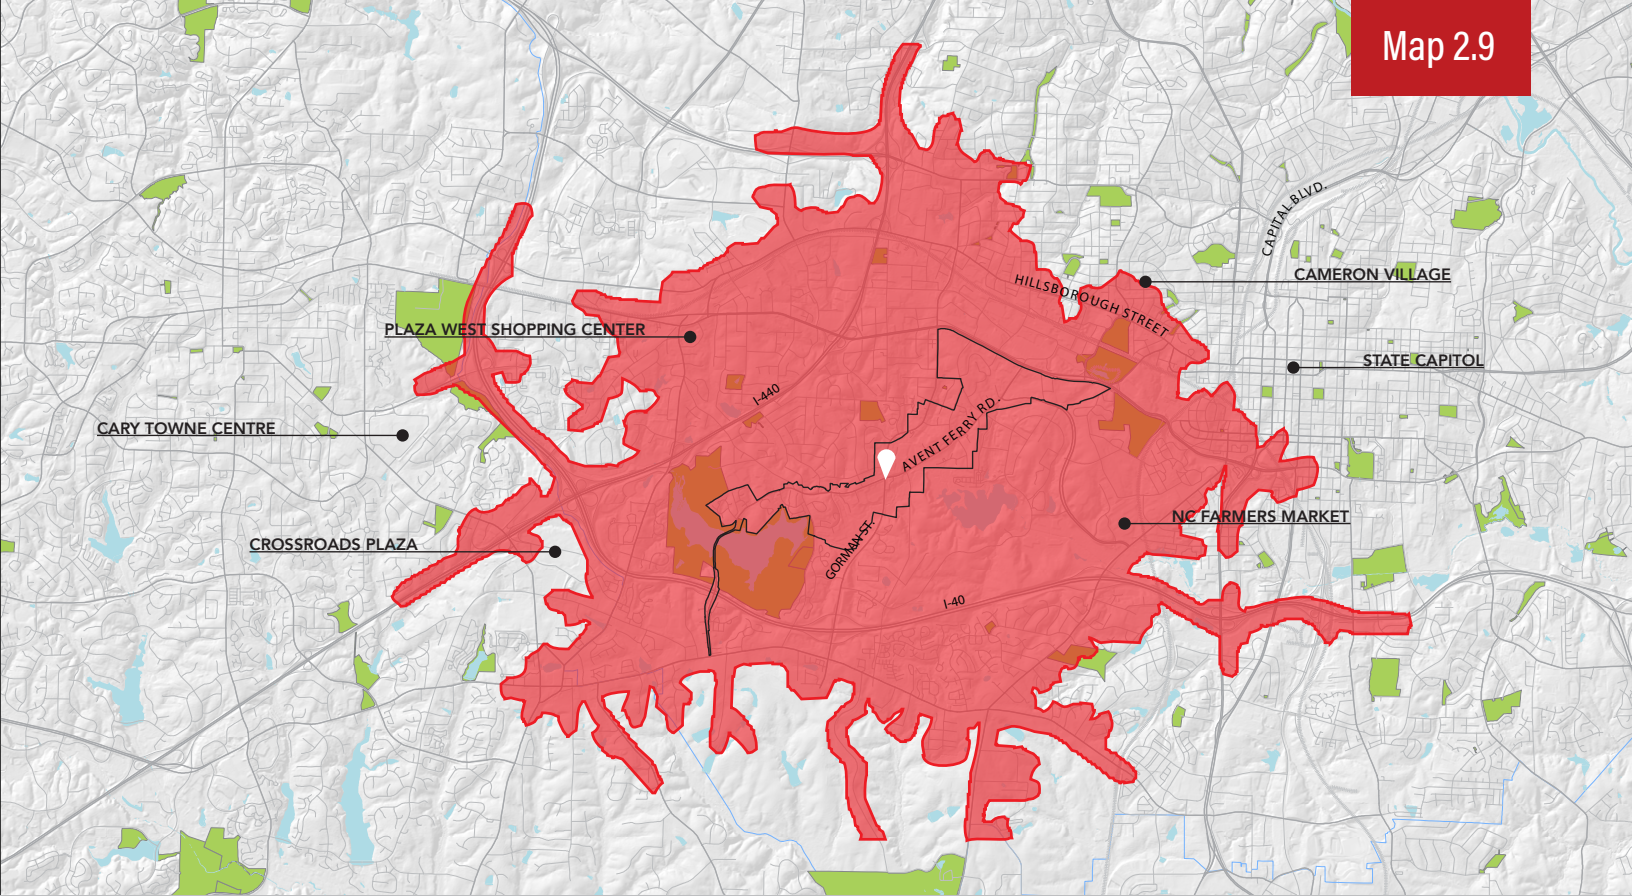 Map 2.9
CAPITAL BLVD.
CAMERON VILLAGE
HILLSBOROUGH STREET
PLAZA WEST SHOPPING CENTER
STATE CAPITOL
I-440
AVENT FERRY RD.
CARY TOWNE CENTRE
NC FARMERS MARKET
CROSSROADS PLAZA
GORMAN ST.
I-40